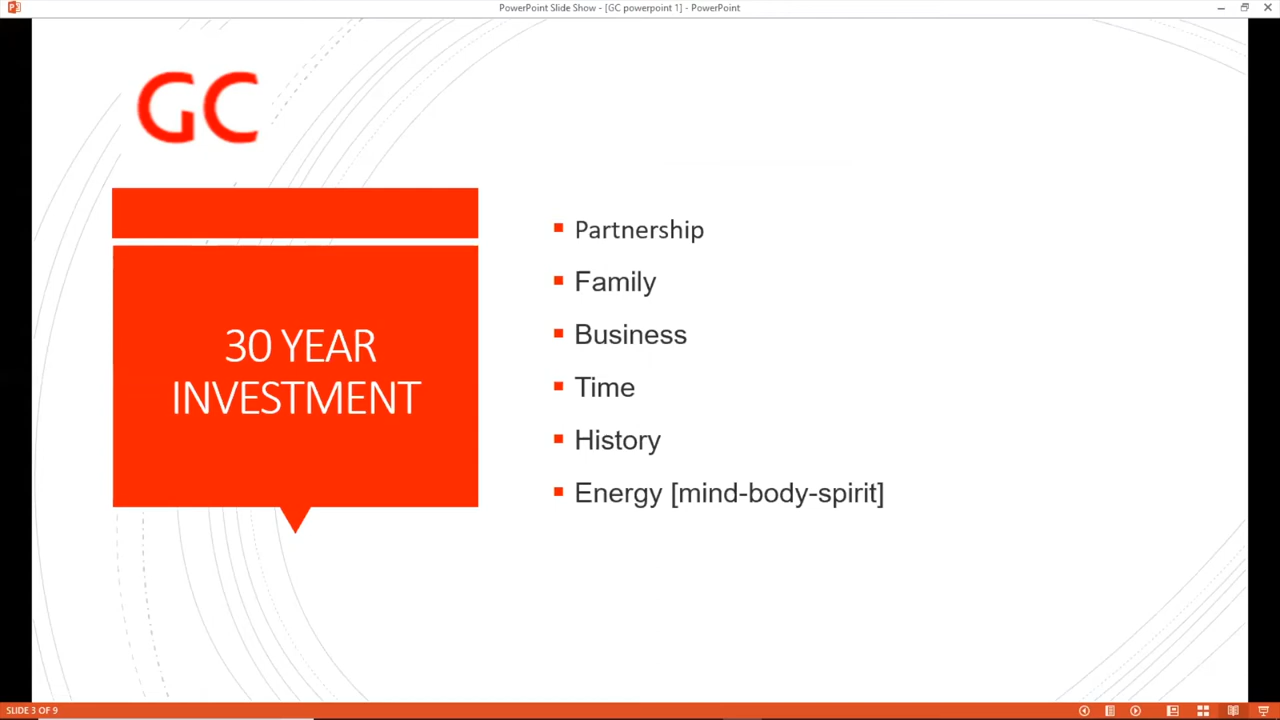 PowerPoint Slide Show - [GC powerpoint 1] - PowerPoint
GC
30 YEAR
INVESTMENT
Partnership
Family
Business
Time
History
Energy [mind-body-spirit]
SLIDE 3 OF 9